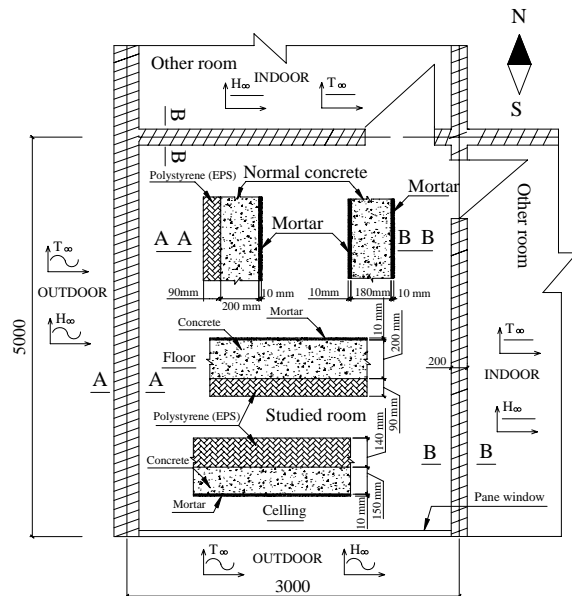 N
S
Other room
INDOOR
H∞
T∞
B
B
Polystyrene (EPS)
Normal concrete
Mortar
Mortar
A A
B B
90mm
200 mm
10 mm
10mm
180mm
10 mm
Other room
T∞
OUTDOOR
H∞
5000
Mortar
Concrete
Floor
10 mm
200 mm
90 mm
200
T∞
INDOOR
H∞
A
A
Polystyrene (EPS)
Studied room
140 mm
B
B
Concrete
Mortar
Celling
10 mm
150mm
Pane window
T∞
OUTDOOR
H∞
3000